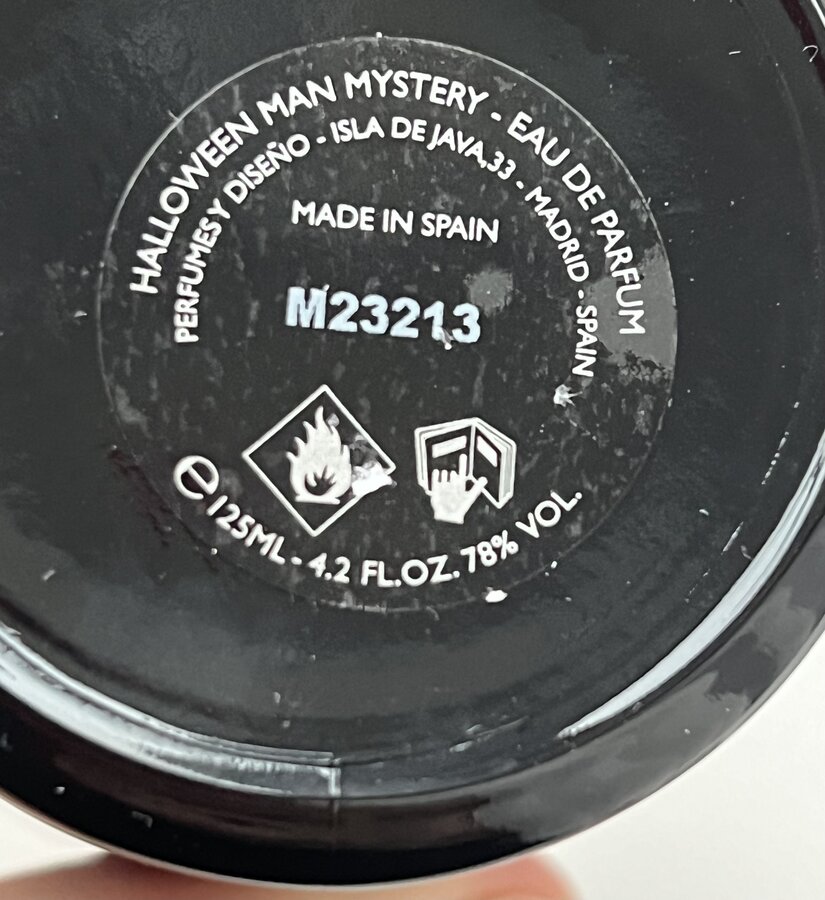 HALLOWEEN MAN MYSTERY - EAU DE PARFUM
PERFUMES Y DISEÑO - ISLA DE JAVA,33 - MADRID - SPAIN
MADE IN SPAIN
M23213
℮ 125ML - 4.2 FL.OZ. 78% VOL.